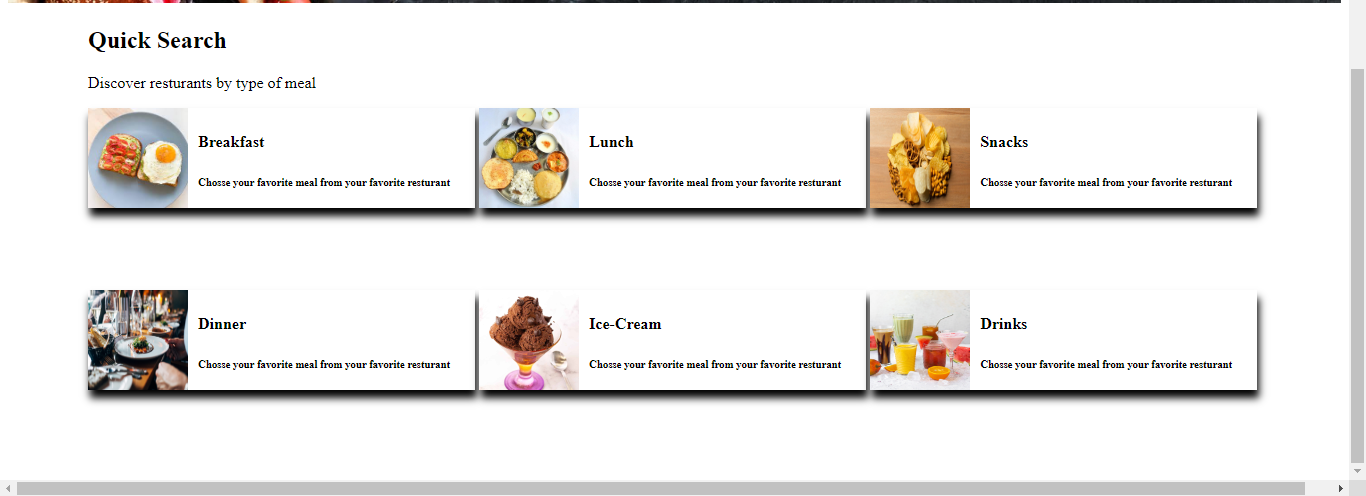 Quick Search
Discover resturants by type of meal
Breakfast
Chosse your favorite meal from your favorite resturant
Lunch
Chosse your favorite meal from your favorite resturant
Snacks
Chosse your favorite meal from your favorite resturant
Dinner
Chosse your favorite meal from your favorite resturant
Ice-Cream
Chosse your favorite meal from your favorite resturant
Drinks
Chosse your favorite meal from your favorite resturant